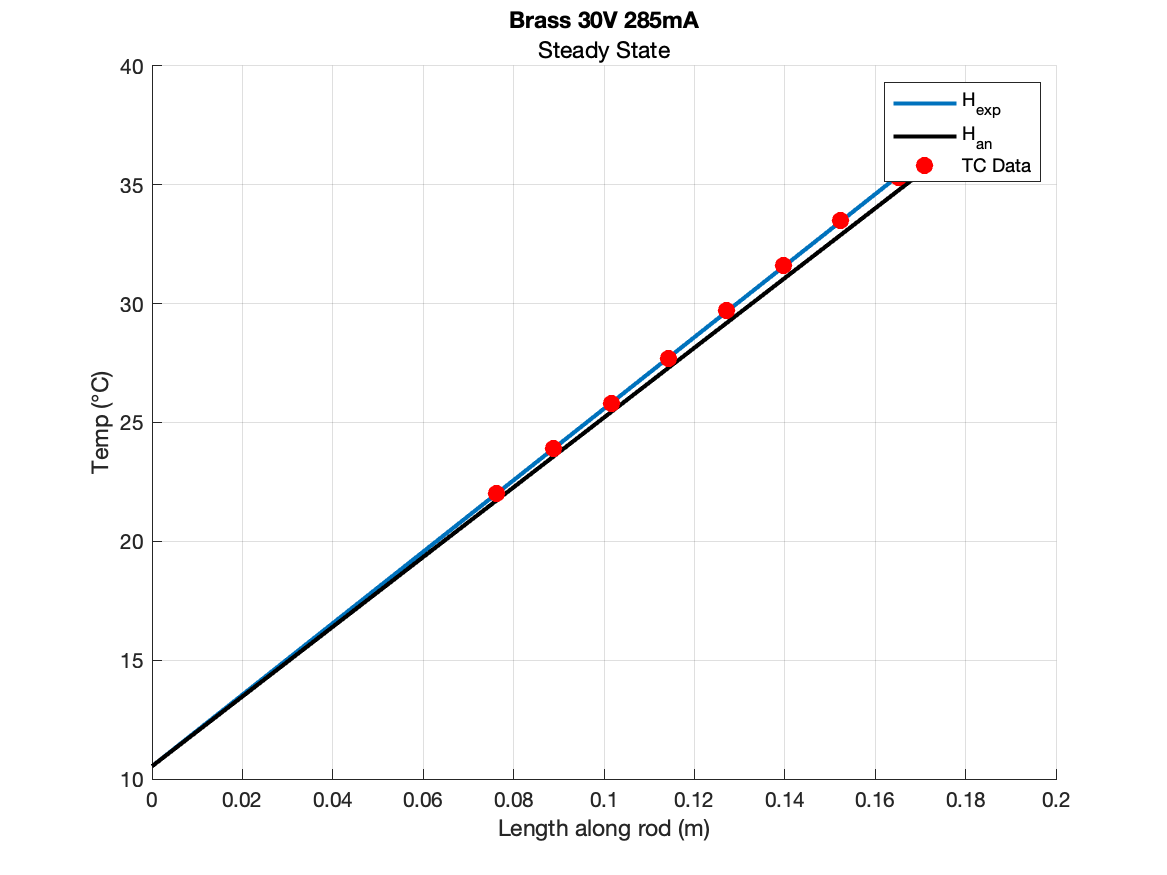 Brass 30V 285mA
Steady State
40
35
30
25
20
15
10
Temp (°C)
H_exp
H_an
TC Data
0 0.02 0.04 0.06 0.08 0.1 0.12 0.14 0.16 0.18 0.2
Length along rod (m)